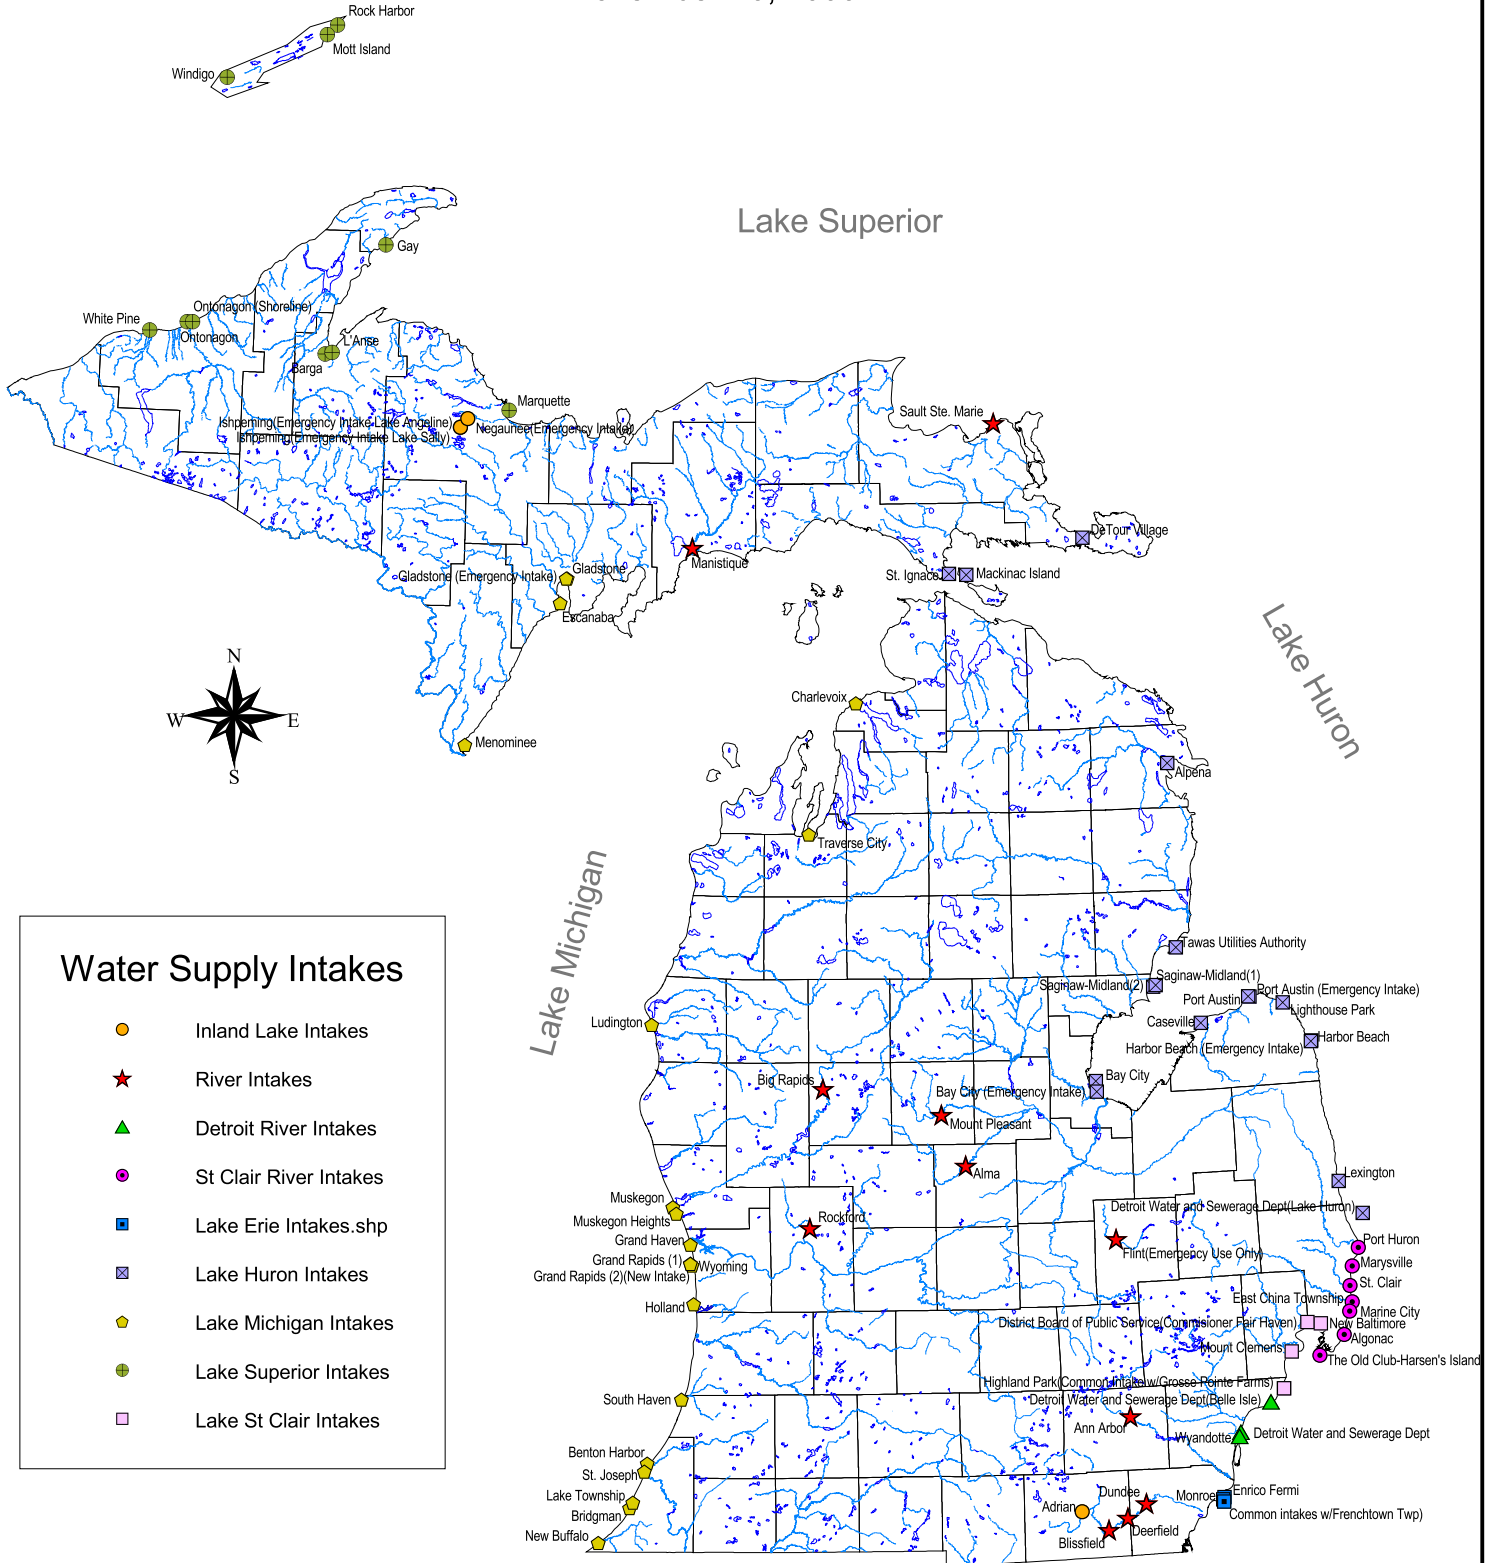 Rock Harbor
Mott Island
Windigo
Lake Superior
Gay
Ontonagon (Shoreline)
White Pine
Ontonagon
L'Anse
Barga
Marquette
Sault Ste. Marie
Ishpeming(Emergency Intake-Lake Angeline)
Negaunee(Emergency Intake)
Ishpeming(Emergency Intake Lake Sally)
DeTour Village
Manistique
Gladstone
Gladstone (Emergency Intake)
St. Ignace
Mackinac Island
Escanaba
Lake Huron
N
W
E
S
Charlevoix
Menominee
Alpena
Traverse City
Lake Michigan
Tawas Utilities Authority
Saginaw-Midland(1)
Saginaw-Midland(2)
Port Austin (Emergency Intake)
Port Austin
Lighthouse Park
Ludington
Caseville
Harbor Beach
Harbor Beach (Emergency Intake)
Bay City
Big Rapids
Bay City (Emergency Intake)
Mount Pleasant
Alma
Lexington
Muskegon
Detroit Water and Sewerage Dept(Lake Huron)
Rockford
Muskegon Heights
Grand Haven
Port Huron
Flint(Emergency Use Only)
Grand Rapids (1)
Wyoming
Marysville
Grand Rapids (2)(New Intake)
St. Clair
East China Township
Holland
Marine City
District Board of Public Service(Commisioner Fair Haven)
New Baltimore
Algonac
Mount Clemens
The Old Club-Harsen's Island
Highland Park(Common Intake w/Grosse Pointe Farms)
South Haven
Detroit Water and Sewerage Dept(Belle Isle)
Ann Arbor
Wyandotte
Detroit Water and Sewerage Dept
Benton Harbor
St. Joseph
Lake Township
Dundee
Monroe
Enrico Fermi
Adrian
Bridgman
Common intakes w/Frenchtown Twp)
Deerfield
New Buffalo
Blissfield
Water Supply Intakes
Inland Lake Intakes
River Intakes
Detroit River Intakes
St Clair River Intakes
Lake Erie Intakes.shp
Lake Huron Intakes
Lake Michigan Intakes
Lake Superior Intakes
Lake St Clair Intakes